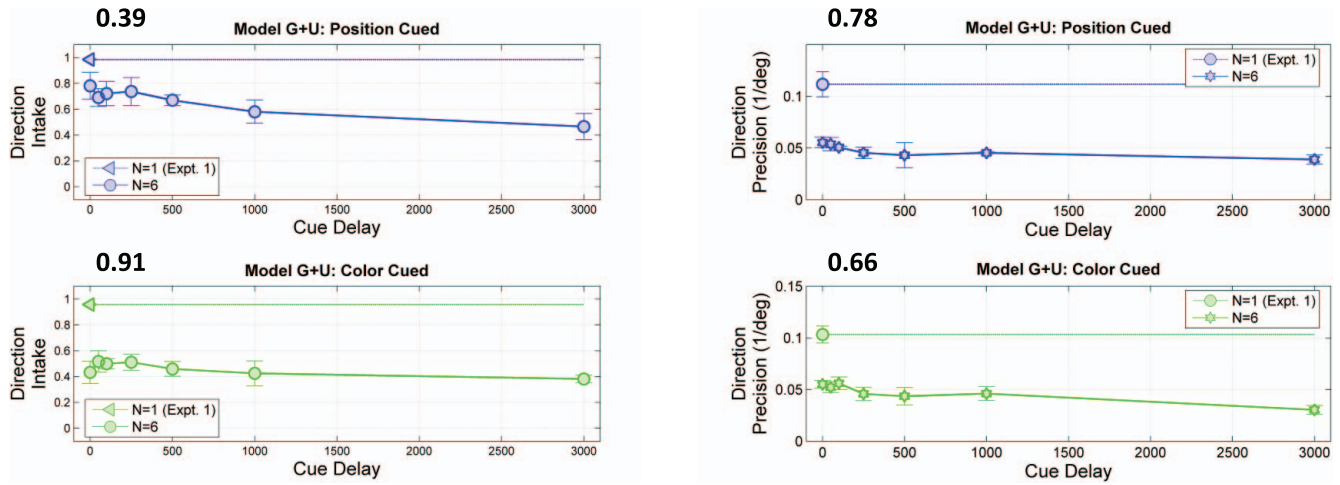 0.39
Model G+U: Position Cued
Direction
Intake
1
0.8
0.6
0.4
0.2
0
N=1 (Expt. 1)
N=6
0
500
1000
1500
2000
2500
3000
Cue Delay
0.78
Model G+U: Position Cued
Direction
Precision (1/deg)
0.1
0.05
0
N=1 (Expt. 1)
N=6
0
500
1000
1500
2000
2500
3000
Cue Delay
0.91
Model G+U: Color Cued
Direction
Intake
1
0.8
0.6
0.4
0.2
0
N=1 (Expt. 1)
N=6
0
500
1000
1500
2000
2500
3000
Cue Delay
0.66
Model G+U: Color Cued
Direction
Precision (1/deg)
0.15
0.1
0.05
0
N=1 (Expt. 1)
N=6
0
500
1000
1500
2000
2500
3000
Cue Delay